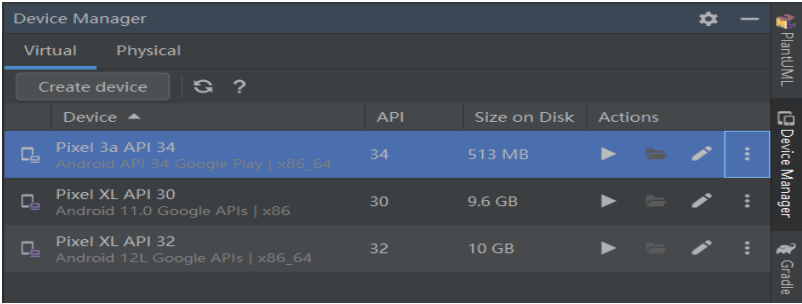 Device Manager
Virtual Physical
Create device ?
Device API Size on Disk Actions
Pixel 3a API 34
Android API 34 Google Play | x86_64
34 513 MB
Pixel XL API 30
Android 11.0 Google APIs | x86
30 9.6 GB
Pixel XL API 32
Android 12L Google APIs | x86_64
32 10 GB
PlantUML
Device Manager
Gradle